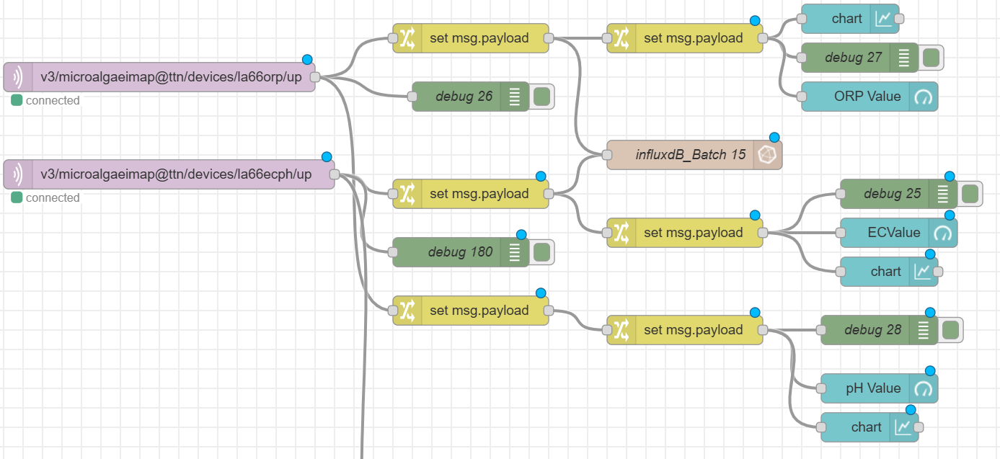 chart
set msg.payload
set msg.payload
debug 27
v3/microalgaeimap@ttn/devices/la66orp/up
connected
debug 26
ORP Value
influxdB_Batch 15
v3/microalgaeimap@ttn/devices/la66ecph/up
connected
set msg.payload
debug 25
set msg.payload
ECValue
debug 180
chart
set msg.payload
set msg.payload
debug 28
pH Value
chart